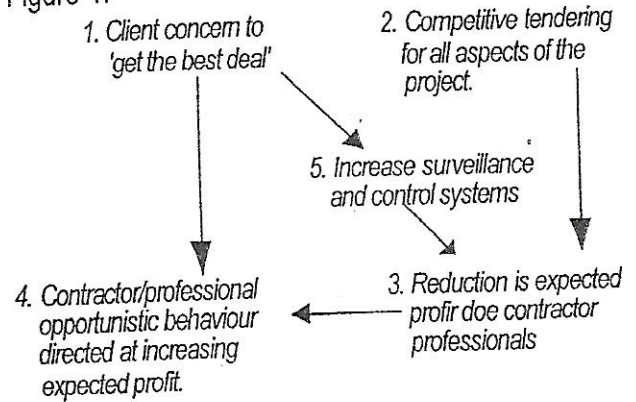 Figure 1.
1. Client concern to
'get the best deal'
2. Competitive tendering
for all aspects of the
project.
5. Increase surveillance
and control systems
4. Contractor/professional
opportunistic behaviour
directed at increasing
expected profit.
3. Reduction is expected
profir doe contractor
professionals